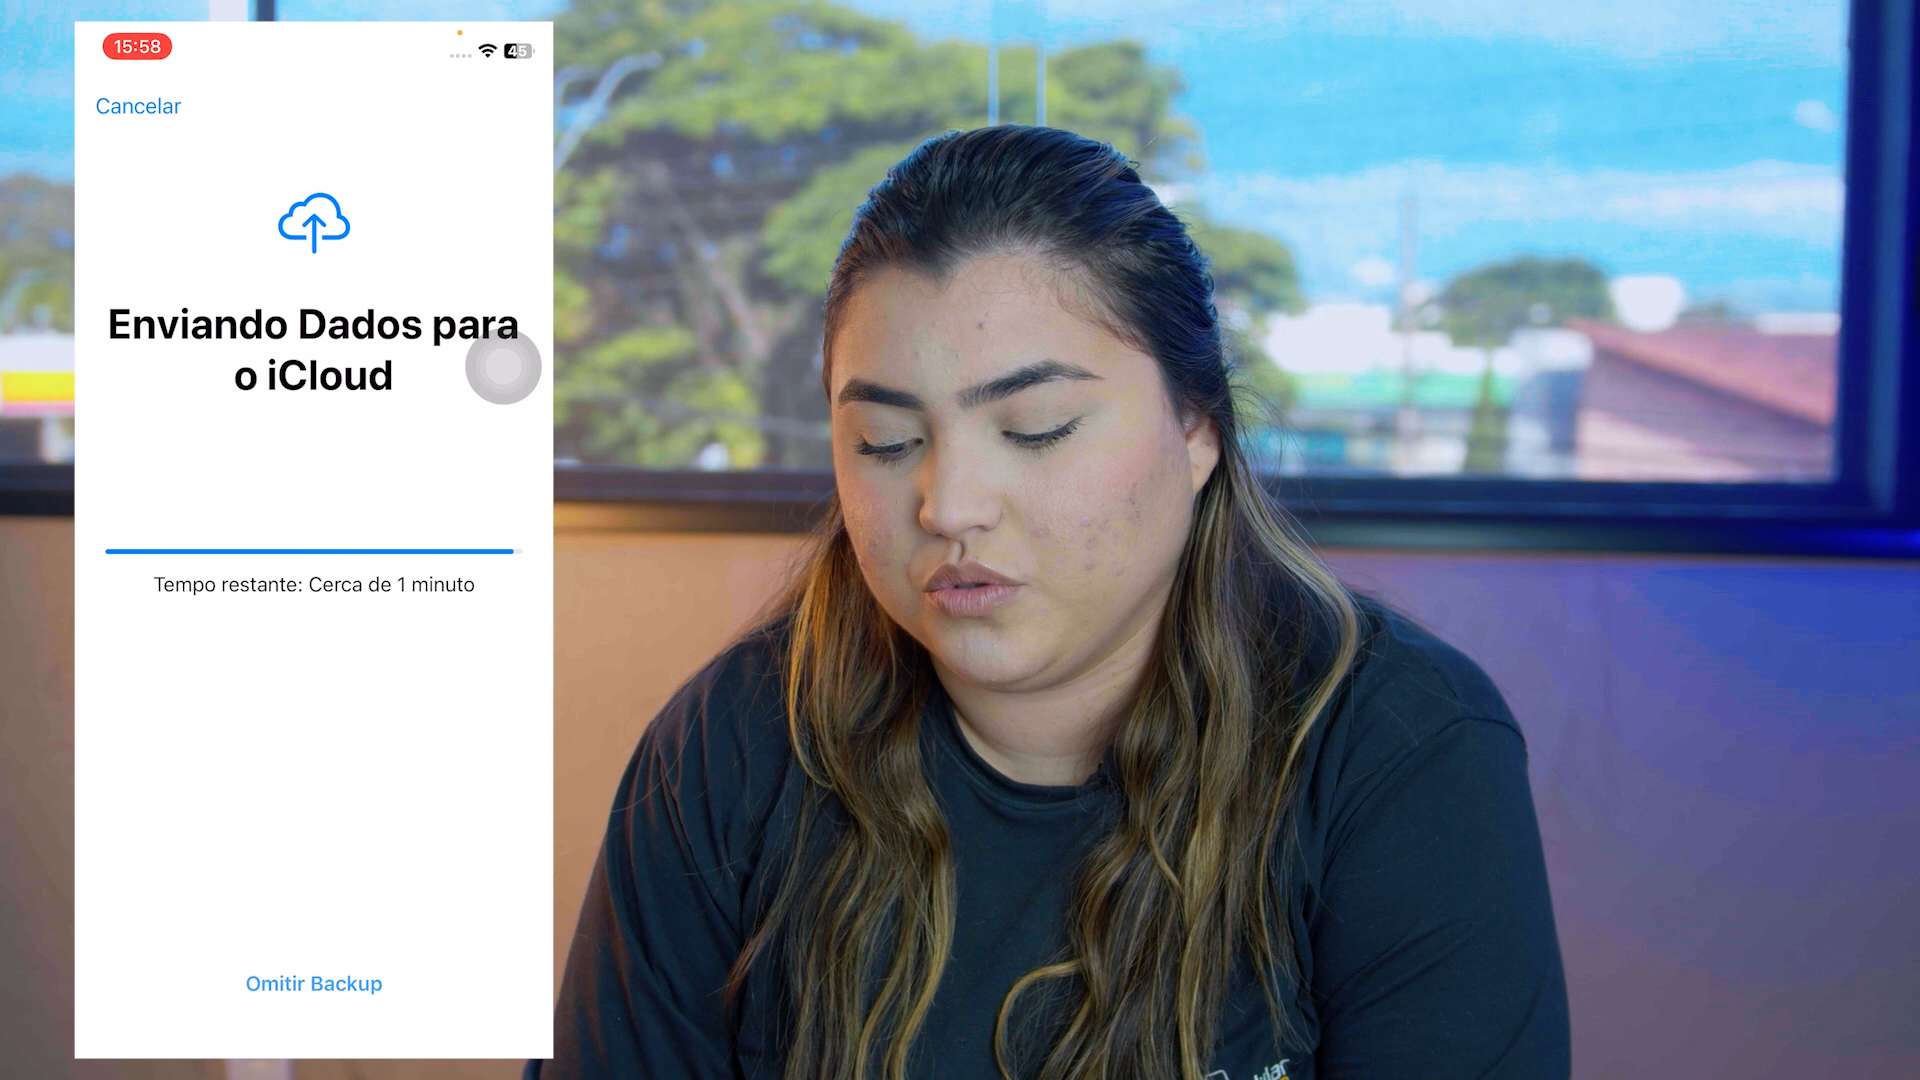 15:58
45
Cancelar
Enviando Dados para
o iCloud
Tempo restante: Cerca de 1 minuto
Omitir Backup